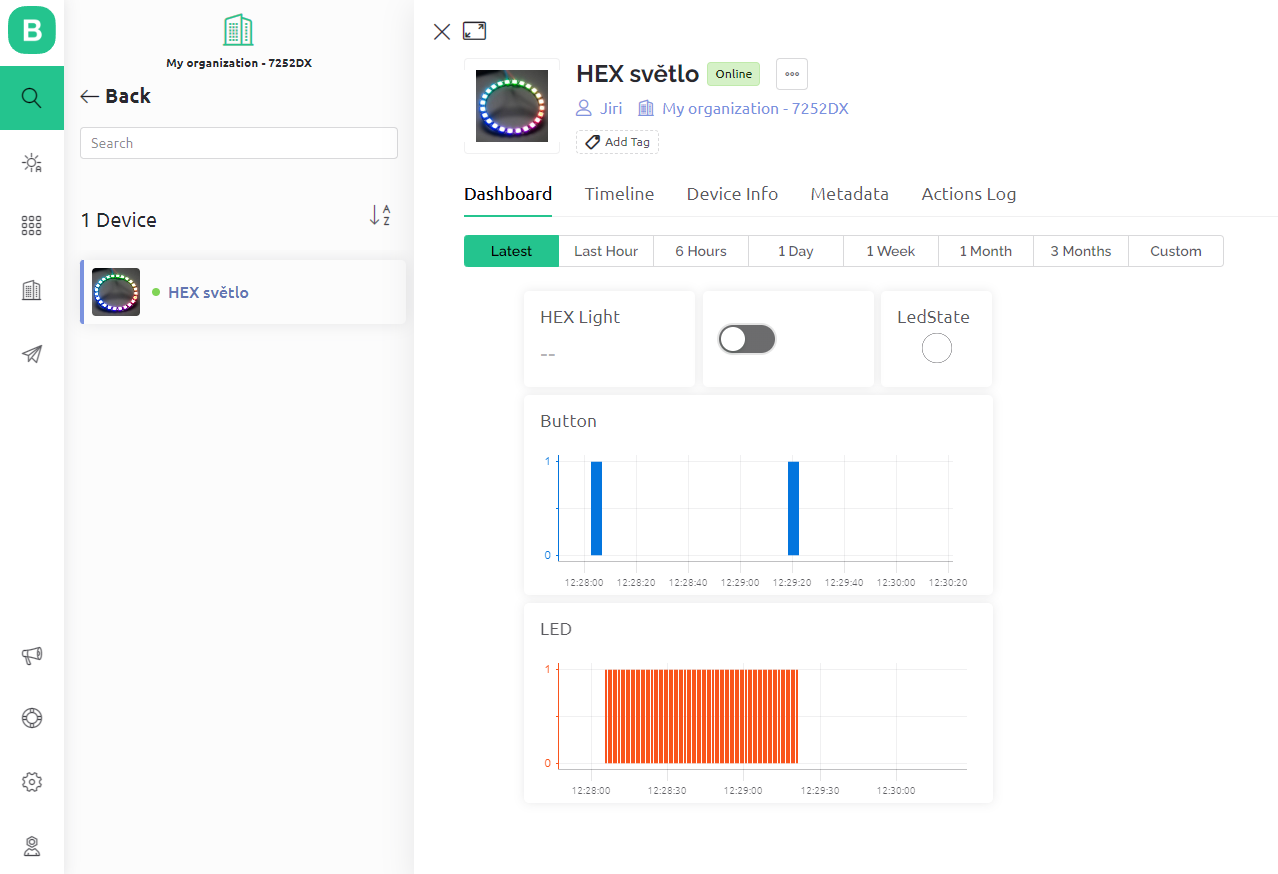 B
My organization - 7252DX
Back
Search
1 Device
A
Z
HEX světlo
HEX světlo
Online
Jiri
My organization - 7252DX
Add Tag
Dashboard Timeline Device Info Metadata Actions Log
Latest Last Hour 6 Hours 1 Day 1 Week 1 Month 3 Months Custom
HEX Light
--
LedState
Button
1
0
12:28:00 12:28:20 12:28:40 12:29:00 12:29:20 12:29:40 12:30:00 12:30:20
LED
1
0
12:28:00 12:28:30 12:29:00 12:29:30 12:30:00